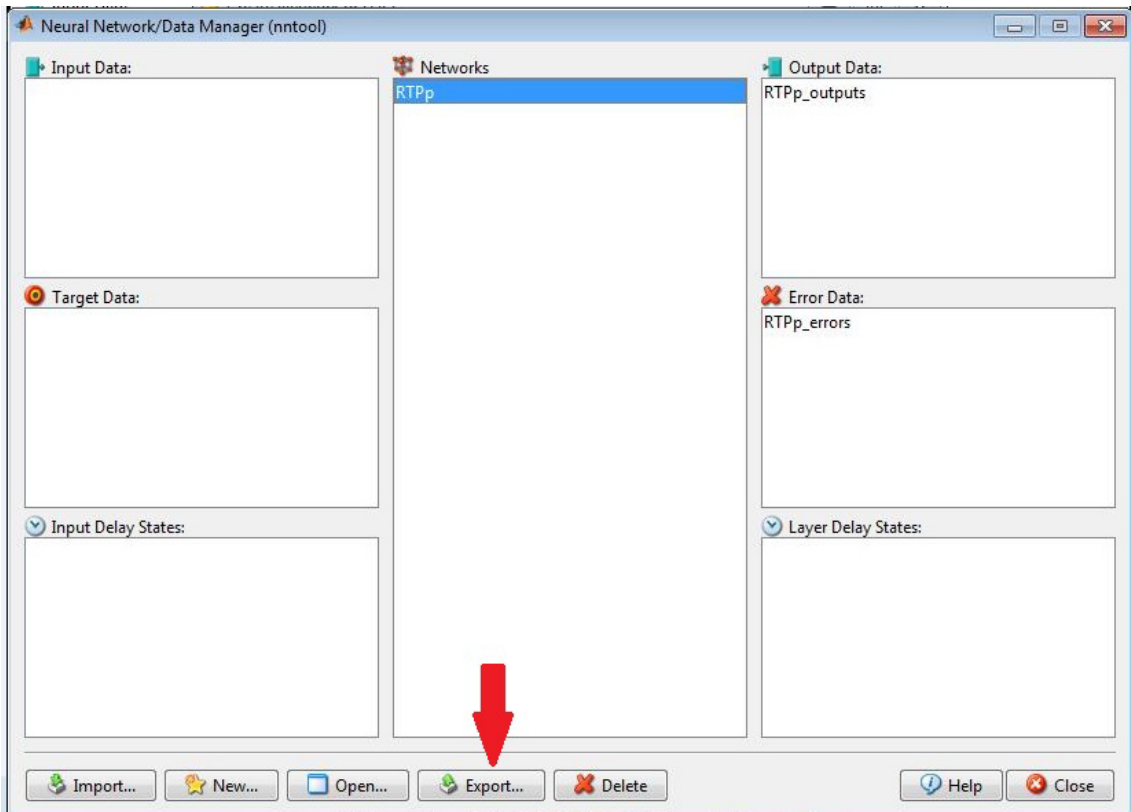 Neural Network/Data Manager (nntool)
Input Data:
Networks
RTPp
Output Data:
RTPp_outputs
Target Data:
Error Data:
RTPp_errors
Input Delay States:
Layer Delay States:
Import...
New...
Open...
Export...
Delete
Help
Close